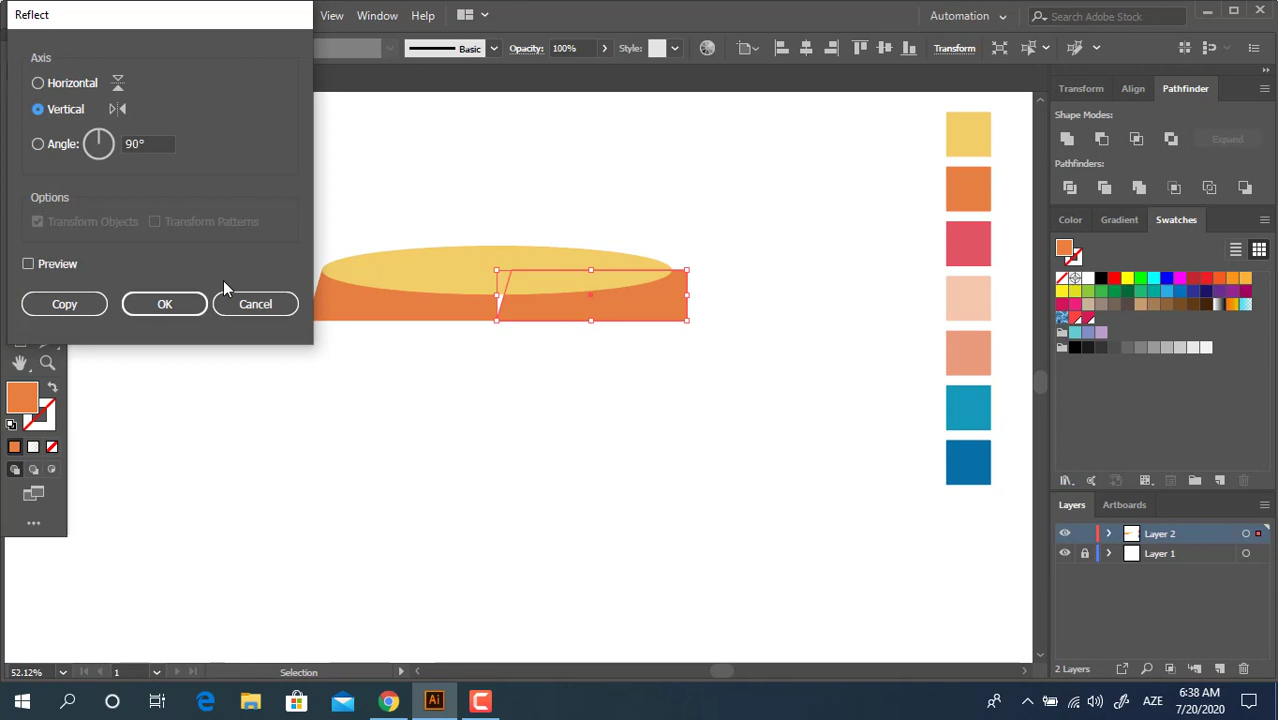 Reflect
View Window Help
Automation
Search Adobe Stock
Basic
Opacity: 100%
Style:
Transform
Axis
Horizontal
Vertical
Angle: 90°
Options
Transform Objects Transform Patterns
Preview
Copy OK Cancel
Transform Align Pathfinder
Shape Modes:
Expand
Pathfinders:
Color Gradient Swatches
Layers Artboards
Layer 2
Layer 1
52.12% 1 Selection
2 Layers
Ai
AZE
6:38 AM
7/20/2020